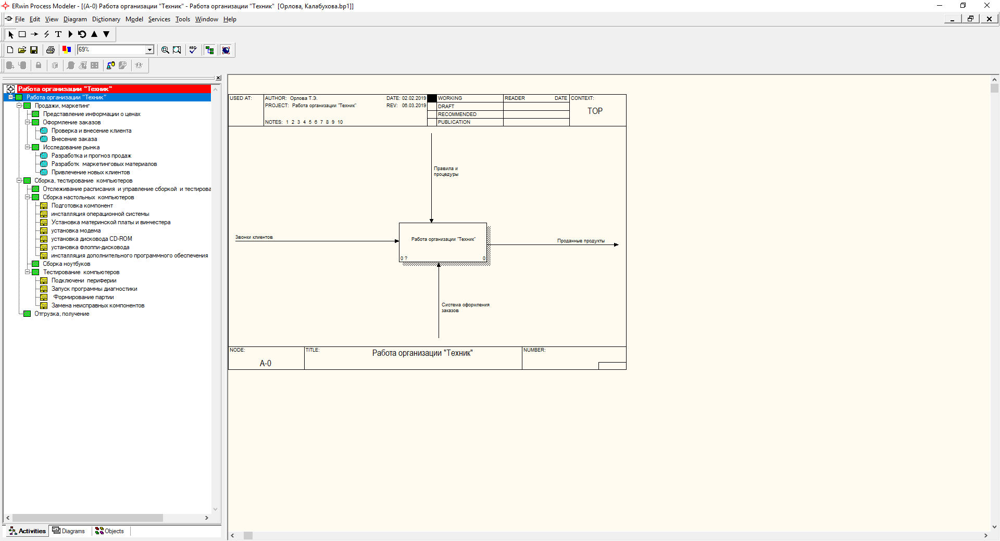 ERwin Process Modeler - [(A-0) Работа организации "Техник" - Работа организации "Техник"  [Орлова, Калабухова.bp1]]
File Edit View Diagram Dictionary Model Services Tools Window Help
T
69%
ABC
Работа организации "Техник"
Работа организации "Техник"
Продажи, маркетинг
Представление информации о ценах
Оформление заказов
Проверка и внесение клиента
Внесение заказа
Исследование рынка
Разработка и прогноз продаж
Разработк  маркетинговых материалов
Привлечение новых клиентов
Сборка, тестирование  компьютеров
Отслеживание расписания  и управление сборкой  и тестирова
Сборка настольных  компьютеров
Подготовка компонент
инсталляция операционной системы
Установка материнской платы и винчестера
установка модема
установка дисковода CD-ROM
установка флоппи-дисковода
инсталляция дополнительного программного обеспечения
Сборка ноутбуков
Тестирование  компьютеров
Подключени  периферии
Запуск программы диагностики
Формирование партии
Замена неисправных компонентов
Отгрузка, получение
Activities Diagrams Objects
USED AT:
AUTHOR:  Орлова Т.Э.
DATE: 02.02.2019
PROJECT:  Работа организации "Техник"
REV:  06.03.2019
NOTES:  1  2  3  4  5  6  7  8  9  10
WORKING
DRAFT
RECOMMENDED
PUBLICATION
READER
DATE
CONTEXT:
TOP
Правила и
процедуры
Звонки клиентов
Работа организации "Техник"
0 ?
0
Проданные продукты
Система оформления
заказов
NODE:
A-0
TITLE:
Работа организации "Техник"
NUMBER: